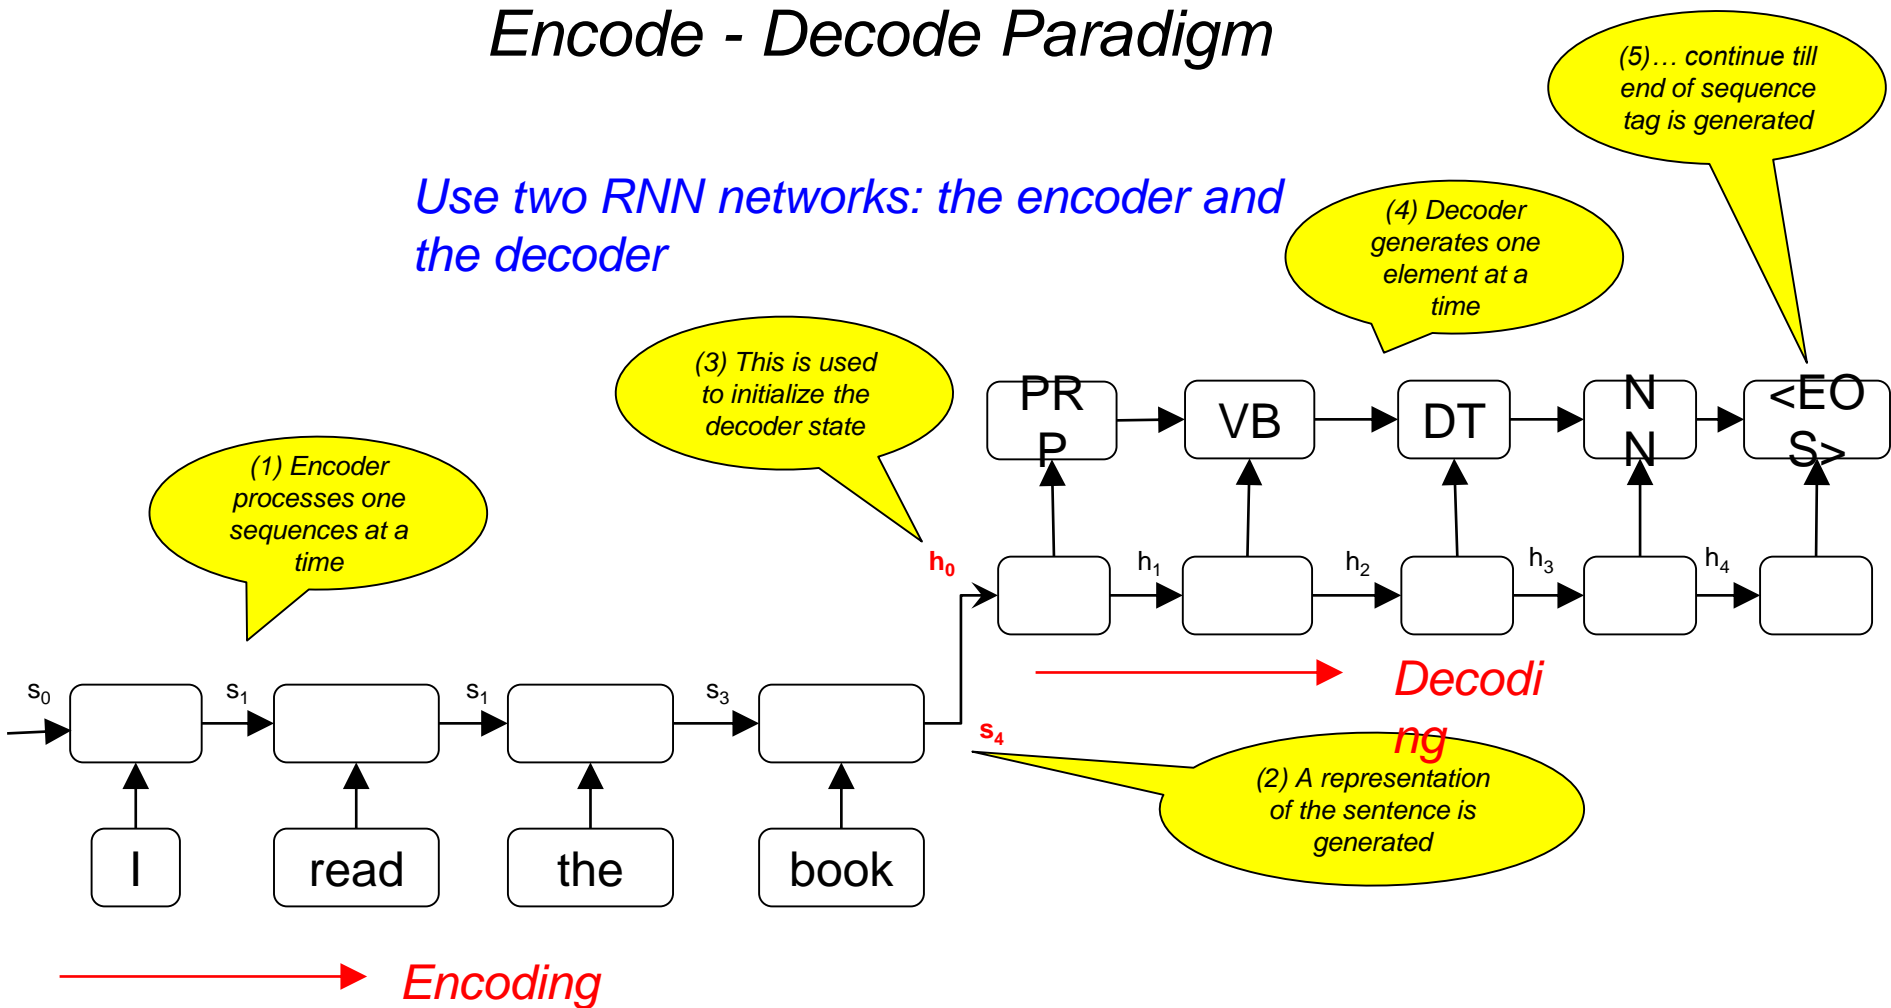 Encode - Decode Paradigm
(5)… continue till
end of sequence
tag is generated
Use two RNN networks: the encoder and
the decoder
(4) Decoder
generates one
element at a
time
(3) This is used
to initialize the
decoder state
PR
P
VB
DT
N
N
<EO
S>
(1) Encoder
processes one
sequences at a
time
h0
h1
h2
h3
h4
s0
s1
s1
s3
s4
Decodi
ng
(2) A representation
of the sentence is
generated
I
read
the
book
Encoding